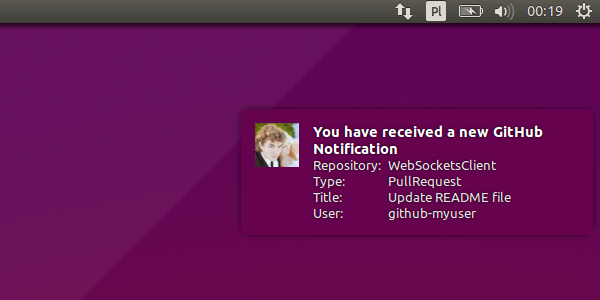 Pl 00:19
You have received a new GitHub
Notification
Repository: WebSocketsClient
Type: PullRequest
Title: Update README file
User: github-myuser